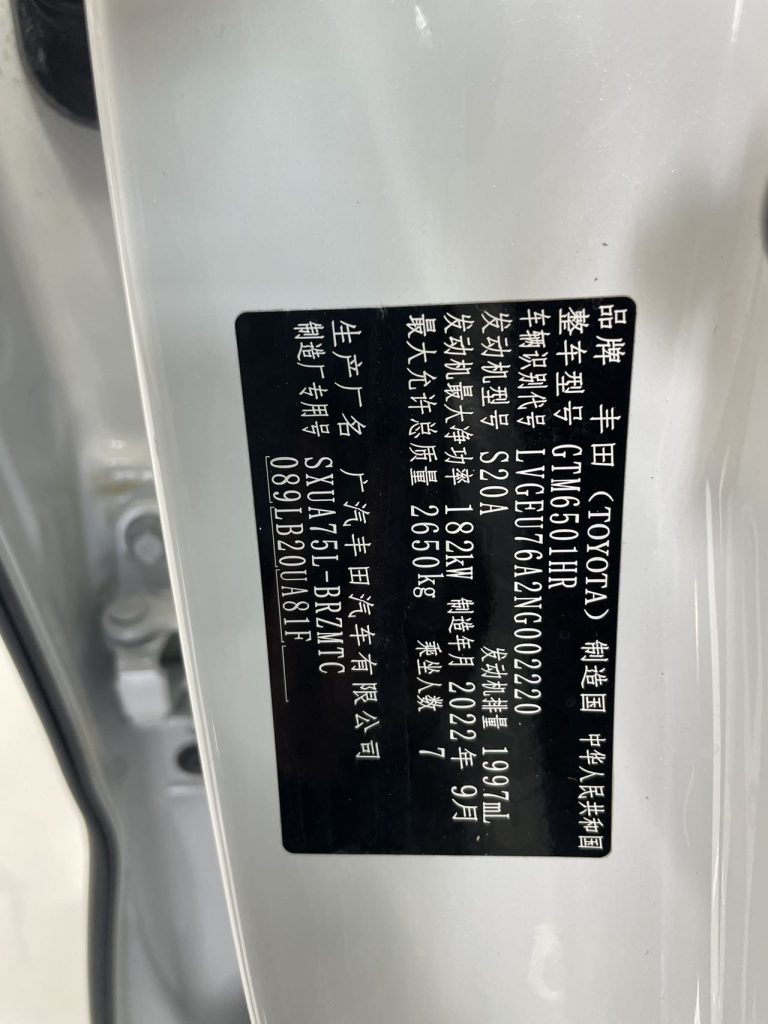 品牌 丰田（TOYOTA） 制造国 中华人民共和国
整车型号 GTM6501HR
车辆识别代号 LVGEU76A2NG002220
发动机型号 S20A 发动机排量 1997mL
发动机最大净功率 182kW 制造年月 2022年 9月
最大允许总质量 2650kg 乘坐人数 7
生产厂名 广汽丰田汽车有限公司
制造厂专用号 SXUA75L-BRZMTC
089LB20UA81F